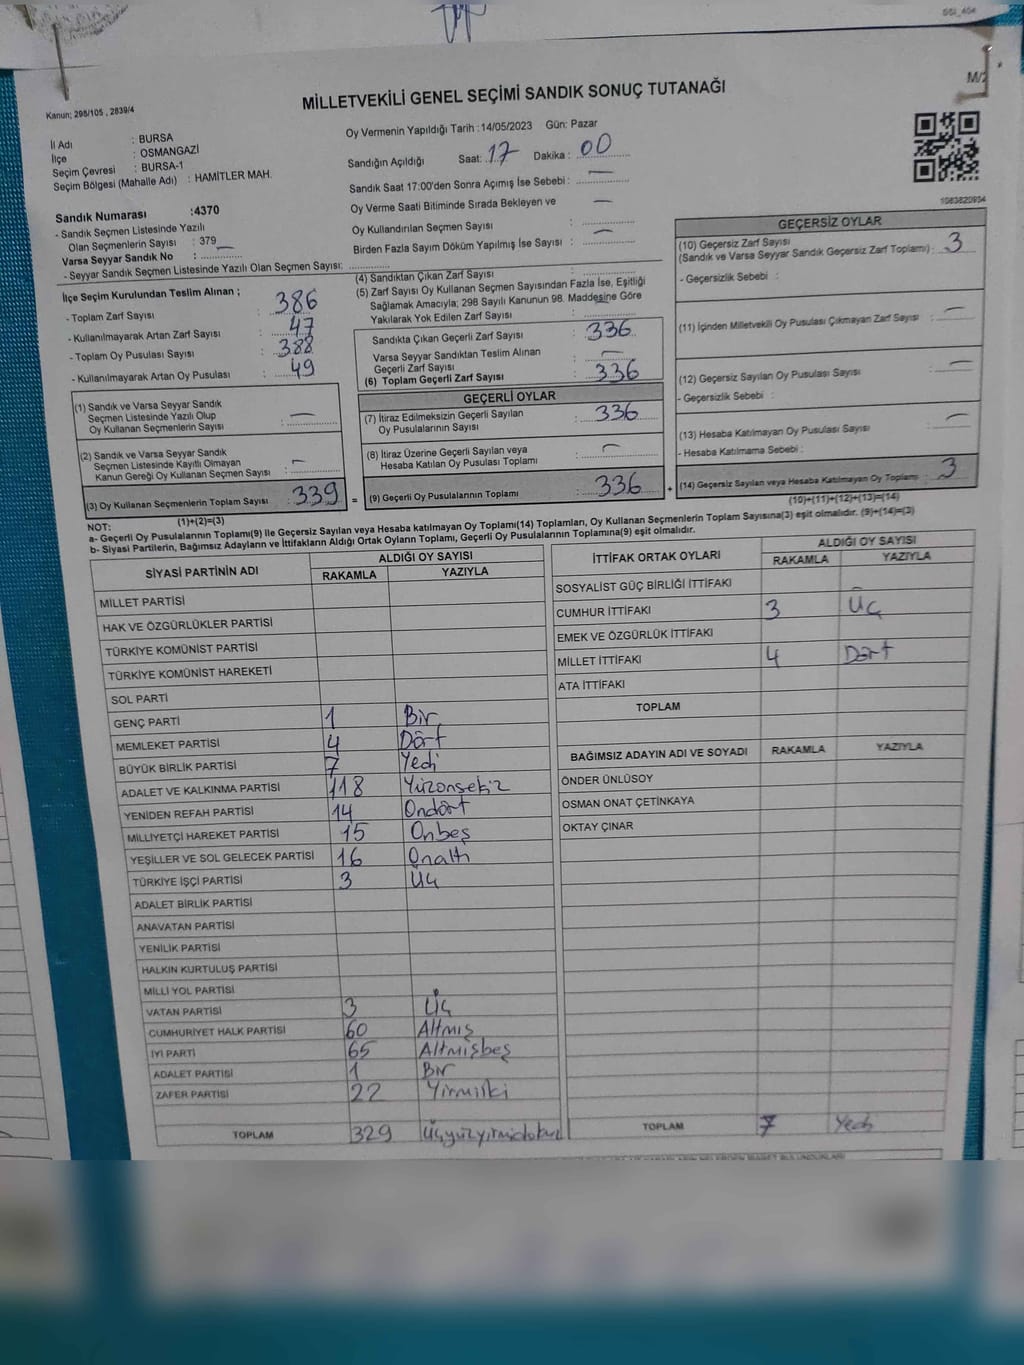 SSİ_404
Kanun; 298/105 , 2839/4
M/2
MİLLETVEKİLİ GENEL SEÇİMİ SANDIK SONUÇ TUTANAĞI
İl Adı : BURSA
İlçe : OSMANGAZİ
Seçim Çevresi : BURSA-1
Seçim Bölgesi (Mahalle Adı) : HAMİTLER MAH.
Sandık Numarası :4370
- Sandık Seçmen Listesinde Yazılı
Olan Seçmenlerin Sayısı : 379
Varsa Seyyar Sandık No : —
- Seyyar Sandık Seçmen Listesinde Yazılı Olan Seçmen Sayısı:
Oy Vermenin Yapıldığı Tarih :14/05/2023 Gün: Pazar
Sandığın Açıldığı Saat: 17 Dakika : 00
Sandık Saat 17:00'den Sonra Açımış İse Sebebi : —
Oy Verme Saati Bitiminde Sırada Bekleyen ve —
Oy Kullandırılan Seçmen Sayısı :
Birden Fazla Sayım Döküm Yapılmış İSe Sayısı : —
1083820934
İlçe Seçim Kurulundan Teslim Alınan ;
- Toplam Zarf Sayısı : 386
- Kullanılmayarak Artan Zarf Sayısı : 47
- Toplam Oy Pusulası Sayısı : 388
- Kullanılmayarak Artan Oy Pusulası : 49
(1) Sandık ve Varsa Seyyar Sandık
Seçmen Listesinde Yazılı Olup
Oy Kullanan Seçmenlerin Sayısı : —
(2) Sandık ve Varsa Seyyar Sandık
Seçmen Listesinde Kayıtlı Olmayan
Kanun Gereği Oy Kullanan Seçmen Sayısı : —
(3) Oy Kullanan Seçmenlerin Toplam Sayısı : 339 =
(1)+(2)=(3)
(4) Sandıktan Çıkan Zarf Sayısı :
(5) Zarf Sayısı Oy Kullanan Seçmen Sayısından Fazla İse, Eşitliği
Sağlamak Amacıyla; 298 Sayılı Kanunun 98. Maddesine Göre
Yakılarak Yok Edilen Zarf Sayısı : —
Sandıkta Çıkan Geçerli Zarf Sayısı : 336
Varsa Seyyar Sandıktan Teslim Alınan
Geçerli Zarf Sayısı : —
(6) Toplam Geçerli Zarf Sayısı : 336
GEÇERLİ OYLAR
(7) İtiraz Edilmeksizin Geçerli Sayılan
Oy Pusulalarının Sayısı : 336
(8) İtiraz Üzerine Geçerli Sayılan veya
Hesaba Katılan Oy Pusulası Toplamı : —
(9) Geçerli Oy Pusulalarının Toplamı : 336 +
GEÇERSİZ OYLAR
(10) Geçersiz Zarf Sayısı
(Sandık ve Varsa Seyyar Sandık Geçersiz Zarf Toplamı) : 3
- Geçersizlik Sebebi :
(11) İçinden Milletvekili Oy Pusulası Çıkmayan Zarf Sayısı : —
(12) Geçersiz Sayılan Oy Pusulası Sayısı : —
- Geçersizlik Sebebi :
(13) Hesaba Katılmayan Oy Pusulası Sayısı : —
- Hesaba Katılmama Sebebi :
(14) Geçersiz Sayılan veya Hesaba Katılmayan Oy Toplamı : 3
(10)+(11)+(12)+(13)=(14)
NOT:
a- Geçerli Oy Pusulalarının Toplamı(9) ile Geçersiz Sayılan veya Hesaba katılmayan Oy Toplamı(14) Toplamları, Oy Kullanan Seçmenlerin Toplam Sayısına(3) eşit olmalıdır. (9)+(14)=(3)
b- Siyasi Partilerin, Bağımsız Adayların ve İttifakların Aldığı Ortak Oyların Toplamı, Geçerli Oy Pusulalarının Toplamına(9) eşit olmalıdır.
SİYASİ PARTİNİN ADI ALDIĞI OY SAYISI
RAKAMLA YAZIYLA
MİLLET PARTİSİ
HAK VE ÖZGÜRLÜKLER PARTİSİ
TÜRKİYE KOMÜNİST PARTİSİ
TÜRKİYE KOMÜNİST HAREKETİ
SOL PARTİ
GENÇ PARTİ 1 Bir
MEMLEKET PARTİSİ 4 Dört
BÜYÜK BİRLİK PARTİSİ 7 Yedi
ADALET VE KALKINMA PARTİSİ 118 Yüzonsekiz
YENİDEN REFAH PARTİSİ 14 Ondört
MİLLİYETÇİ HAREKET PARTİSİ 15 Onbeş
YEŞİLLER VE SOL GELECEK PARTİSİ 16 Onaltı
TÜRKİYE İŞÇİ PARTİSİ 3 Üç
ADALET BİRLİK PARTİSİ
ANAVATAN PARTİSİ
YENİLİK PARTİSİ
HALKIN KURTULUŞ PARTİSİ
MİLLİ YOL PARTİSİ
VATAN PARTİSİ 3 Üç
CUMHURİYET HALK PARTİSİ 60 Altmış
İYİ PARTİ 65 Altmışbeş
ADALET PARTİSİ 1 Bir
ZAFER PARTİSİ 22 Yirmiiki
TOPLAM 329 Üçyüzyirmidokuz
İTTİFAK ORTAK OYLARI ALDIĞI OY SAYISI
RAKAMLA YAZIYLA
SOSYALİST GÜÇ BİRLİĞİ İTTİFAKI
CUMHUR İTTİFAKI 3 Üç
EMEK VE ÖZGÜRLÜK İTTİFAKI
MİLLET İTTİFAKI 4 Dört
ATA İTTİFAKI
TOPLAM
BAĞIMSIZ ADAYIN ADI VE SOYADI RAKAMLA YAZIYLA
ÖNDER ÜNLÜSOY
OSMAN ONAT ÇETİNKAYA
OKTAY ÇINAR
TOPLAM 7 Yedi